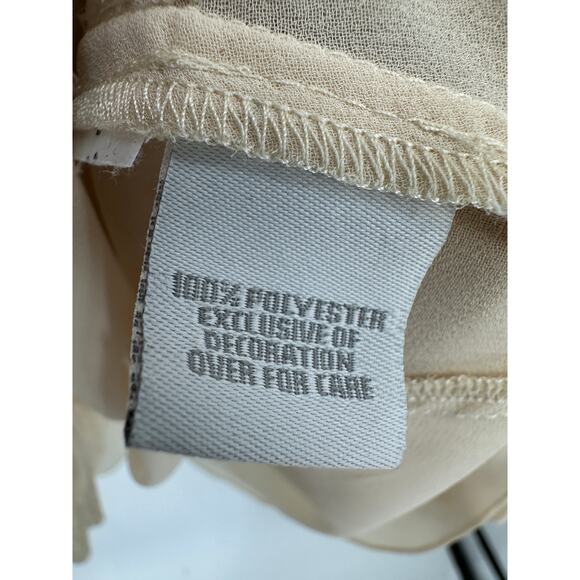 100% POLYESTER
EXCLUSIVE OF
DECORATION
OVER FOR CARE